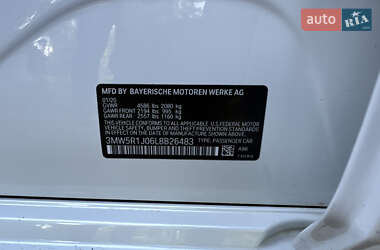 auto RIA.com
MFD BY BAYERISCHE MOTOREN WERKE AG
01/20
GVWR 4586 lbs 2080 kg
GAWR FRONT 2194 lbs 995 kg
GAWR REAR 2557 lbs 1160 kg
THIS VEHICLE CONFORMS TO ALL APPLICABLE U.S. FEDERAL MOTOR
VEHICLE SAFETY, BUMPER, AND THEFT PREVENTION STANDARDS IN
EFFECT ON THE DATE OF MANUFACTURE SHOWN ABOVE.
3MW5R1J06L8B26483 TYPE: PASSENGER CAR